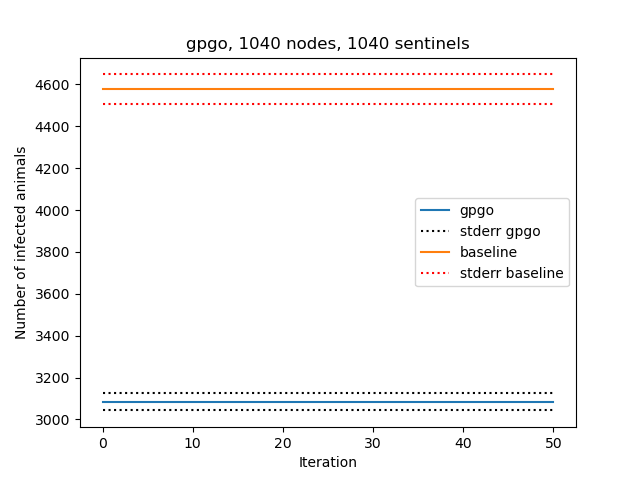 gpgo, 1040 nodes, 1040 sentinels
Number of infected animals
4600
4400
4200
4000
3800
3600
3400
3200
3000
gpgo
stderr gpgo
baseline
stderr baseline
0 10 20 30 40 50
Iteration